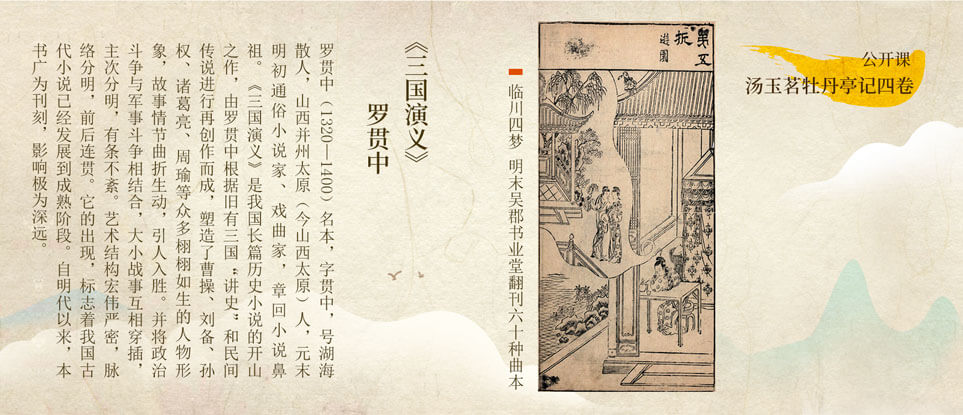 公开课
汤玉茗牡丹亭记四卷
第五
折
遊園
临川四梦 明末吴郡书业堂翻刊六十种曲本
《三国演义》
罗贯中
罗贯中（1320—1400）名本，字贯中，号湖海
散人，山西并州太原（今山西太原）人，元末
明初通俗小说家、戏曲家，章回小说鼻
祖。《三国演义》是我国长篇历史小说的开山
之作，由罗贯中根据旧有三国“讲史”和民间
传说进行再创作而成，塑造了曹操、刘备、孙
权、诸葛亮、周瑜等众多栩栩如生的人物形
象，故事情节曲折生动，引人入胜。并将政治
斗争与军事斗争相结合，大小战事互相穿插，
主次分明，有条不紊。艺术结构宏伟严密，脉
络分明，前后连贯。它的出现，标志着我国古
代小说已经发展到成熟阶段。自明代以来，本
书广为刊刻，影响极为深远。